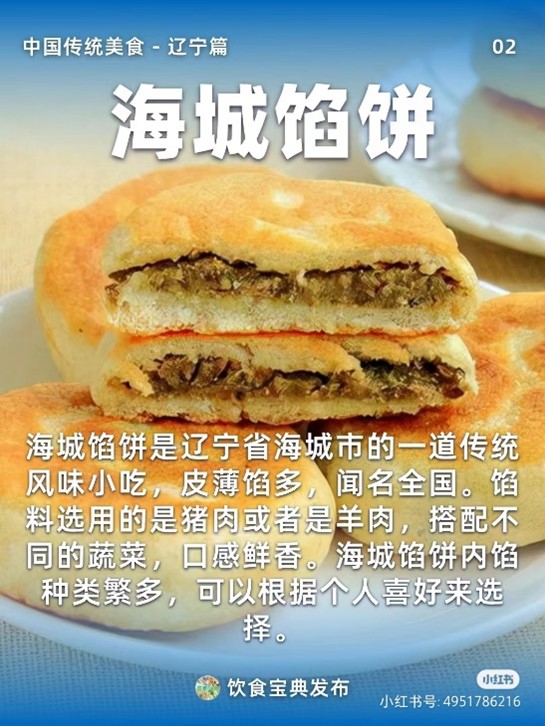 中国传统美食 - 辽宁篇
02
海城馅饼
海城馅饼是辽宁省海城市的一道传统
风味小吃，皮薄馅多，闻名全国。馅
料选用的是猪肉或者是羊肉，搭配不
同的蔬菜，口感鲜香。海城馅饼内馅
种类繁多，可以根据个人喜好来选
择。
饮食宝典发布
小红书
小红书号: 4951786216